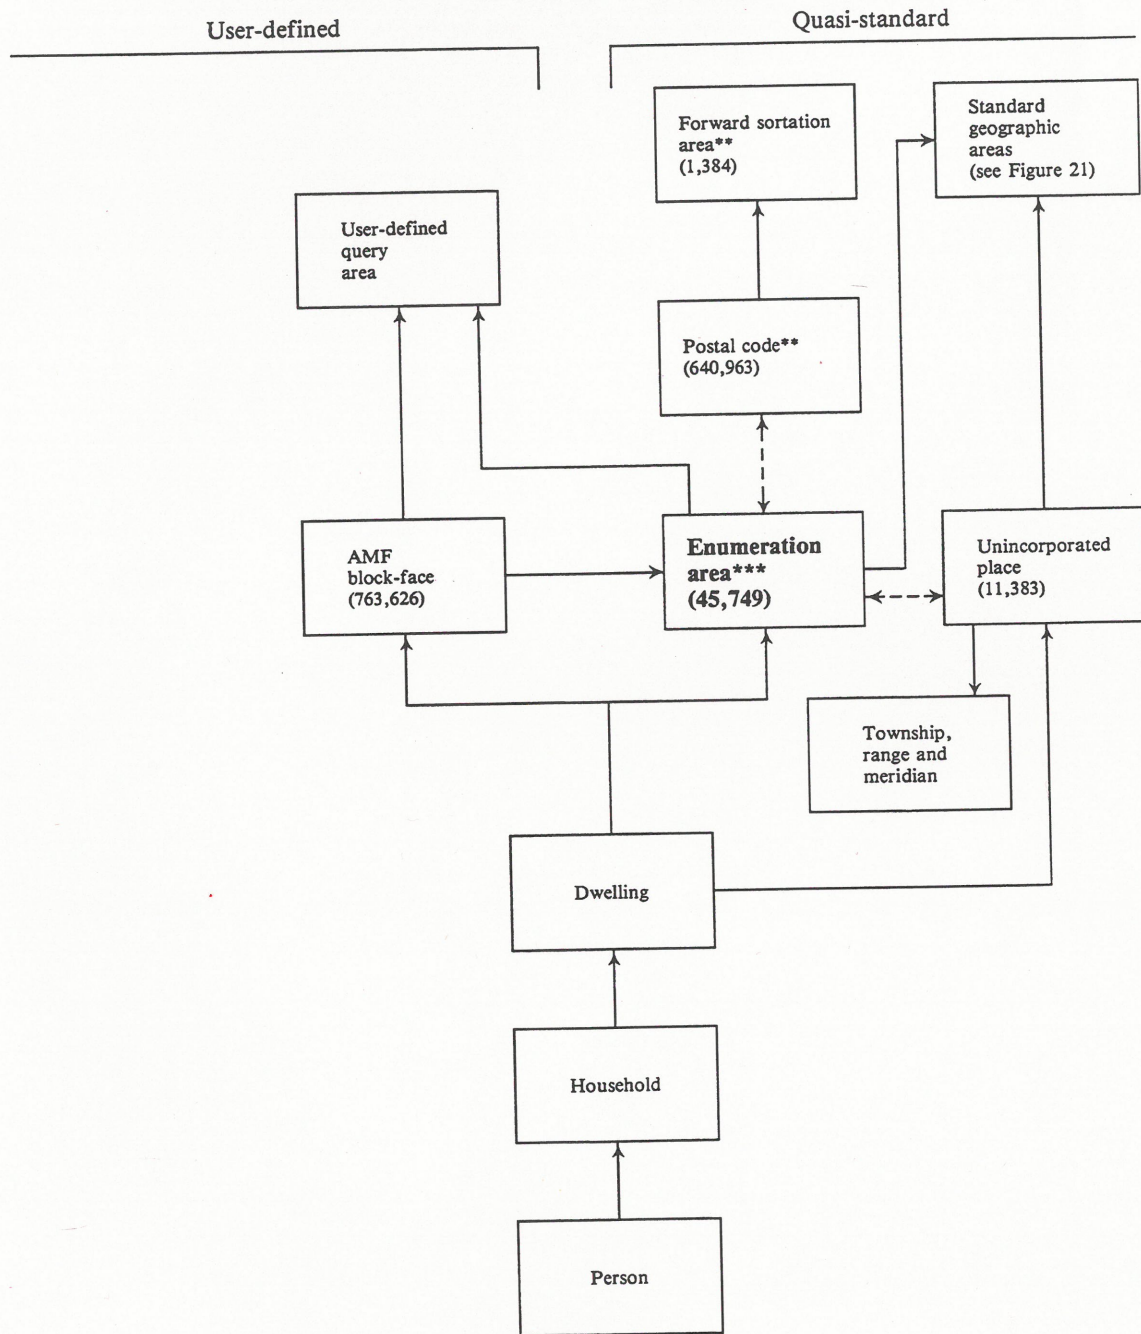 User-defined
Quasi-standard
Forward sortation
area**
(1,384)
Standard
geographic
areas
(see Figure 21)
User-defined
query
area
Postal code**
(640,963)
AMF
block-face
(763,626)
Enumeration
area***
(45,749)
Unincorporated
place
(11,383)
Township,
range and
meridian
Dwelling
Household
Person